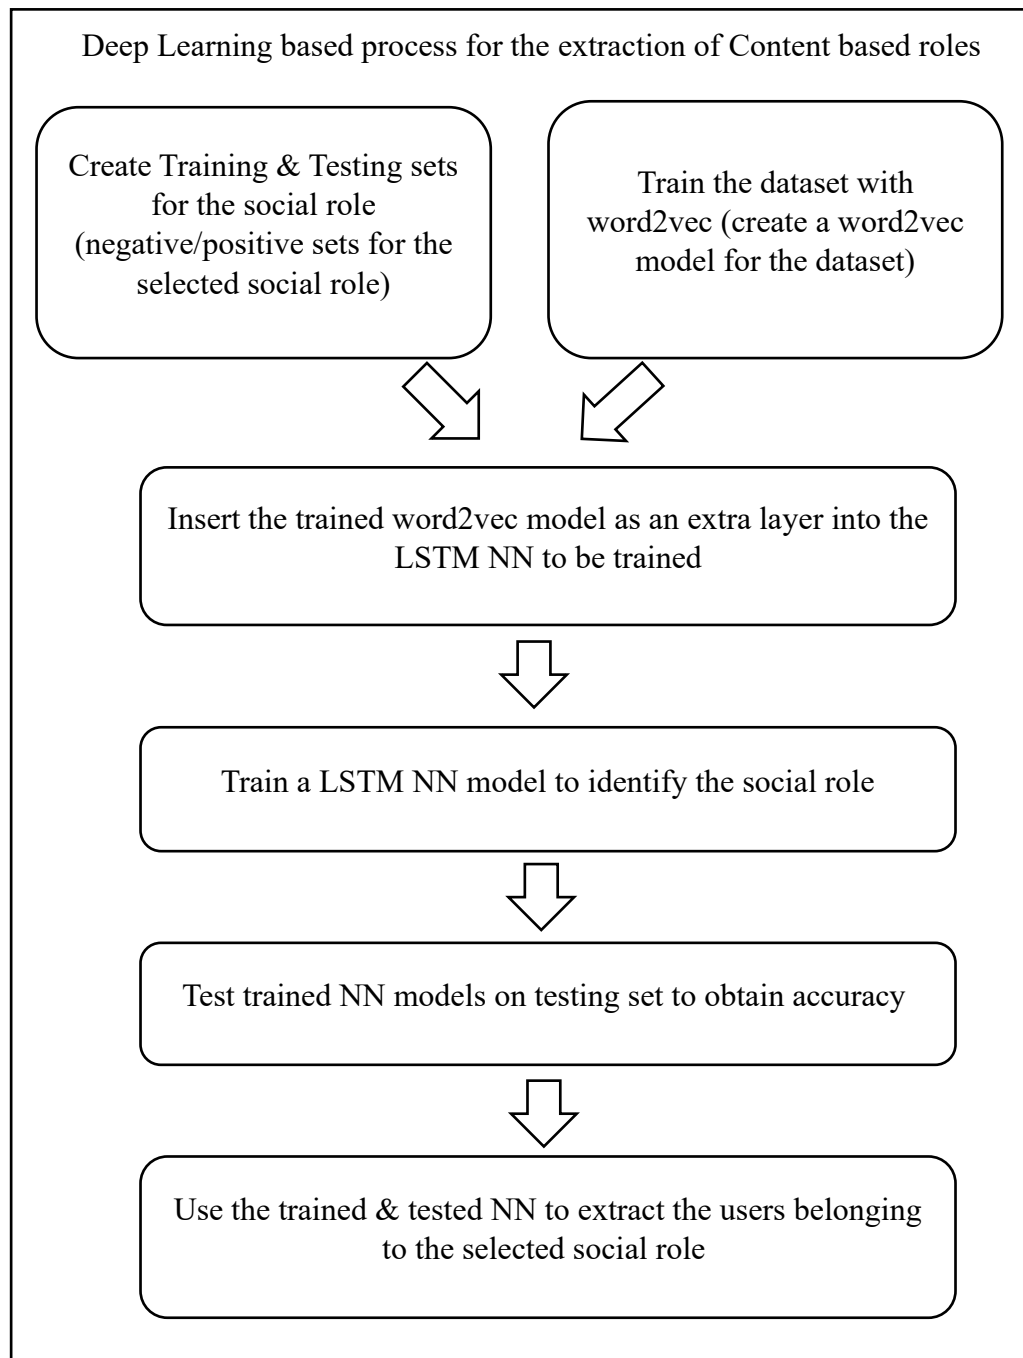 Deep Learning based process for the extraction of Content based roles
Create Training & Testing sets
for the social role
(negative/positive sets for the
selected social role)
Train the dataset with
word2vec (create a word2vec
model for the dataset)
Insert the trained word2vec model as an extra layer into the
LSTM NN to be trained
Train a LSTM NN model to identify the social role
Test trained NN models on testing set to obtain accuracy
Use the trained & tested NN to extract the users belonging
to the selected social role